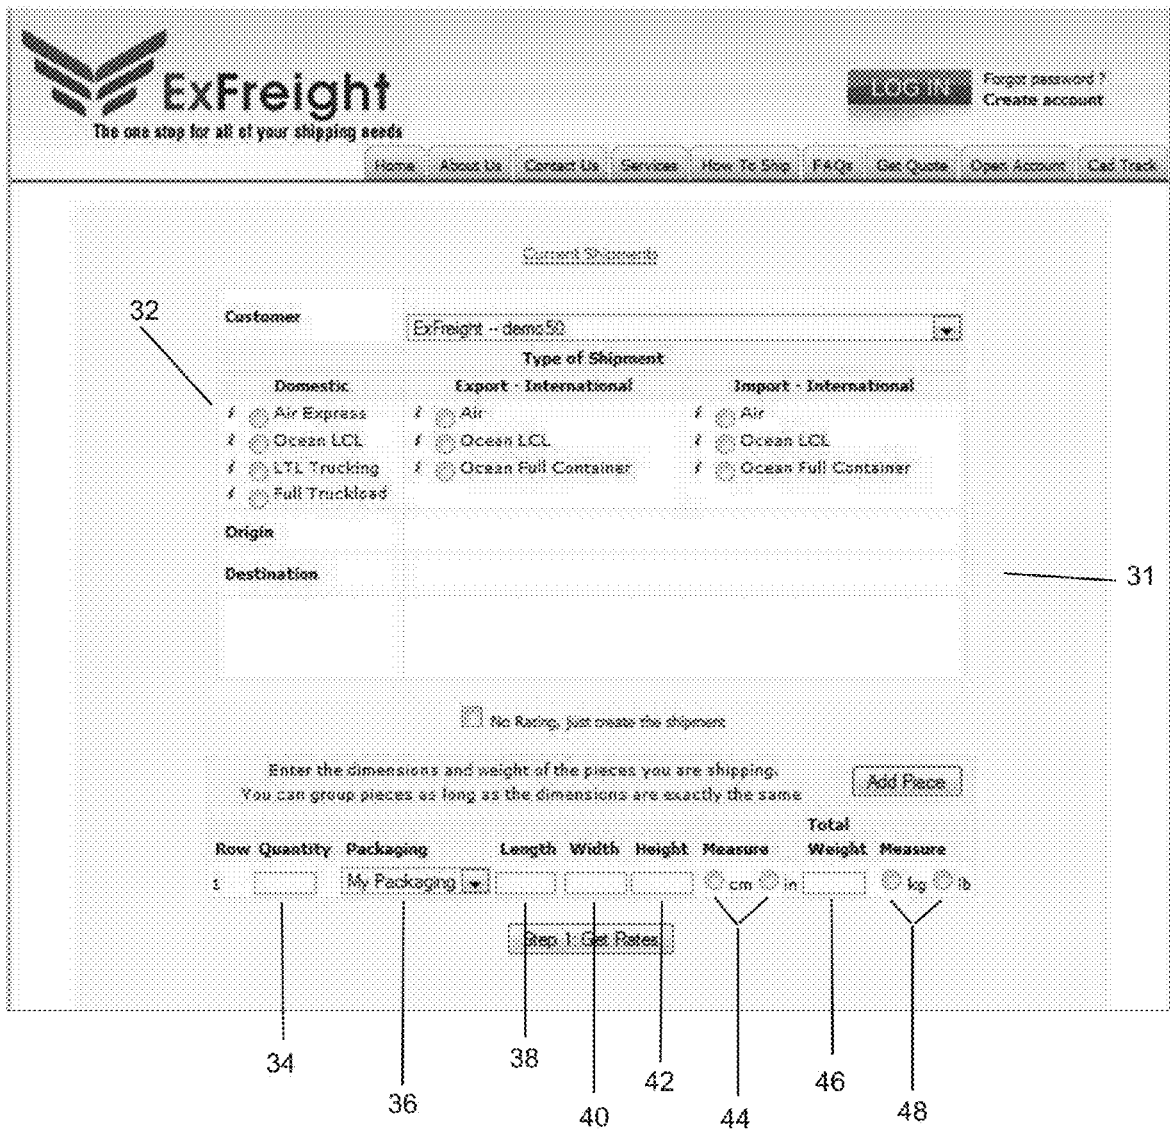 ExFreight
The one stop for all of your shipping needs
LOG IN
Forgot password ?
Create account
Home About Us Contact Us Services How To Ship FAQs Get Quote Open Account Card Track
Current Shipments
32
Customer ExFreight -- demo50
Type of Shipment
Domestic Export - International Import - International
i Air Express i Air i Air
i Ocean LCL i Ocean LCL i Ocean LCL
i LTL Trucking i Ocean Full Container i Ocean Full Container
i Full Truckload
Origin
Destination
31
No Rating, just create the shipment
Enter the dimensions and weight of the pieces you are shipping.
You can group pieces as long as the dimensions are exactly the same
Add Piece
Total
Row Quantity Packaging Length Width Height Measure Weight Measure
1 My Packaging cm in kg lb
Step 1: Get Rates
34 36 38 40 42 44 46 48